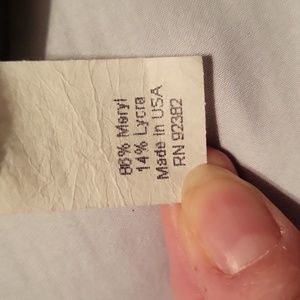 86% Meryl
14% Lycra
Made in USA
RN 92382